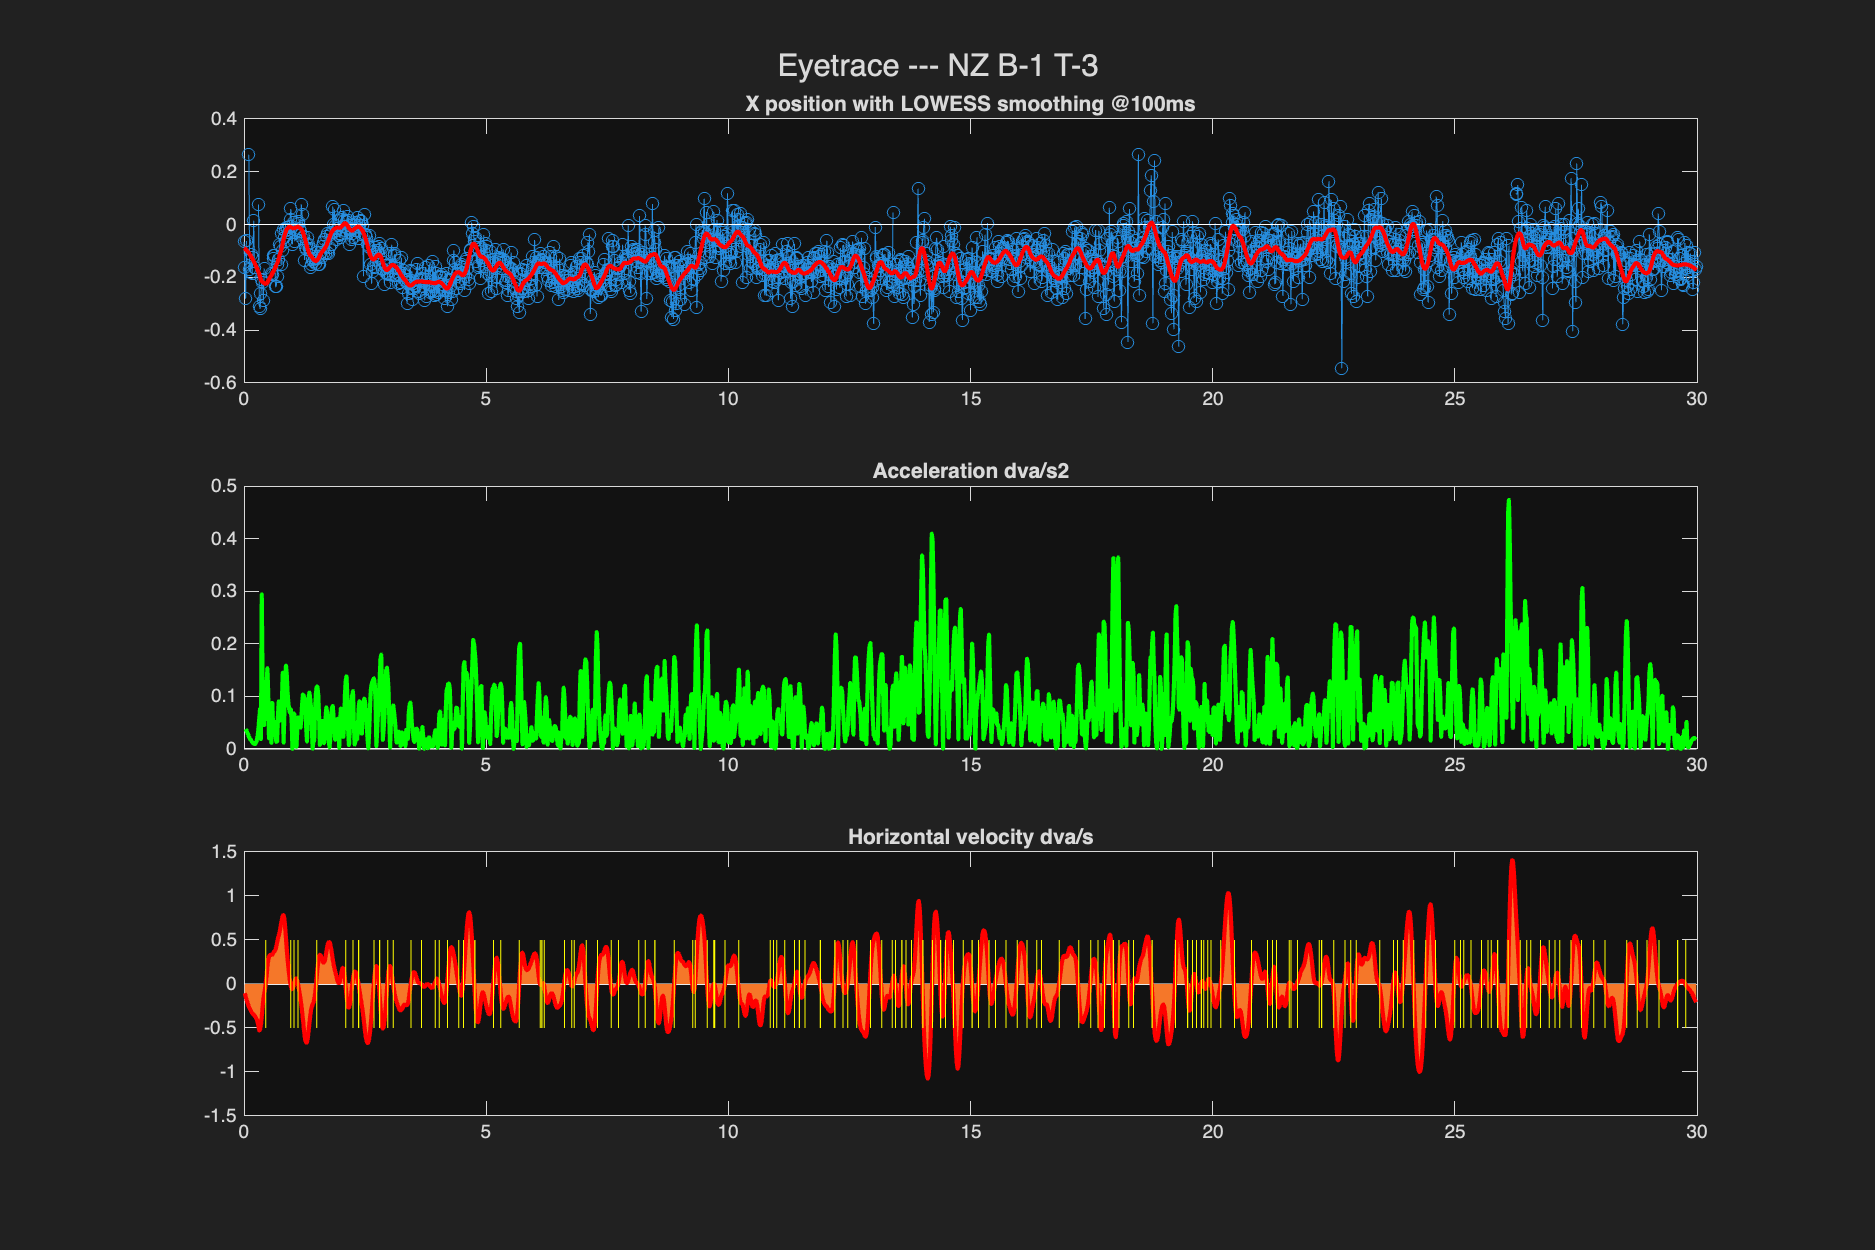 Eyetrace --- NZ B-1 T-3
X position with LOWESS smoothing @100ms
0.4
0.2
0
-0.2
-0.4
-0.6
0 5 10 15 20 25 30
Acceleration dva/s2
0.5
0.4
0.3
0.2
0.1
0
0 5 10 15 20 25 30
Horizontal velocity dva/s
1.5
1
0.5
0
-0.5
-1
-1.5
0 5 10 15 20 25 30